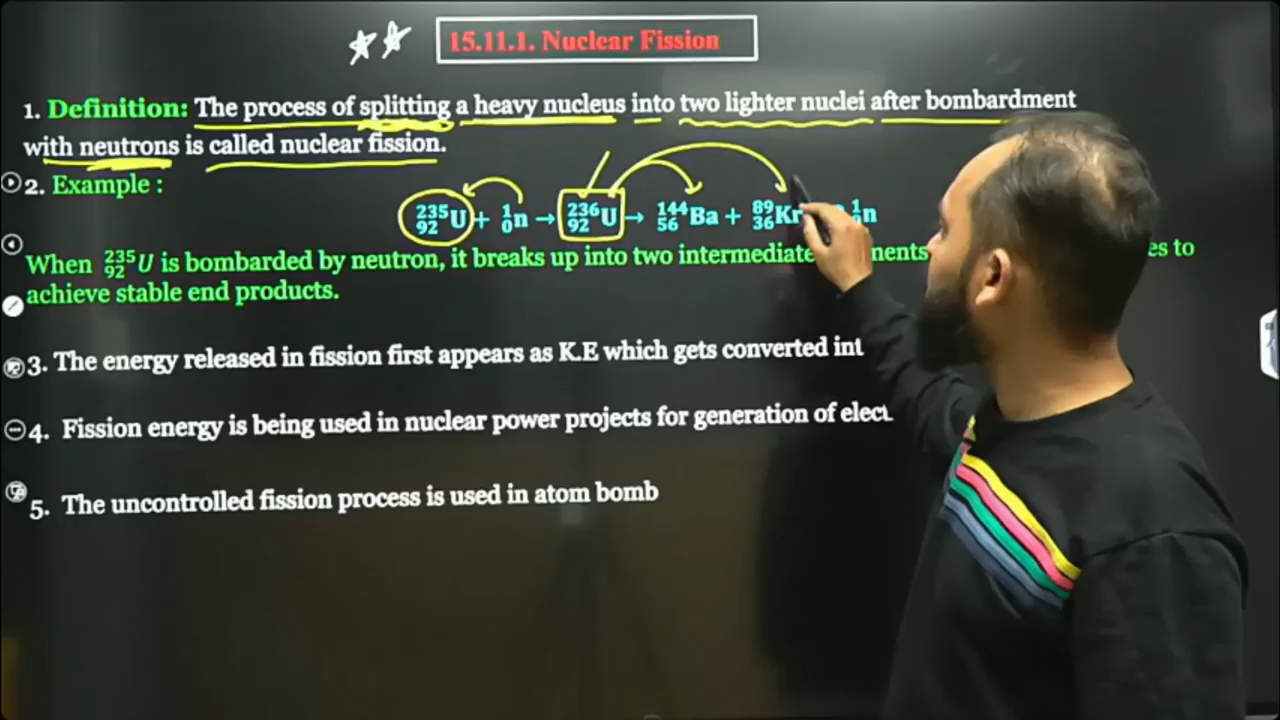 15.11.1. Nuclear Fission
1. Definition: The process of splitting a heavy nucleus into two lighter nuclei after bombardment
with neutrons is called nuclear fission.
2. Example :
²³⁵₉₂U + ¹₀n → ²³⁶₉₂U → ¹⁴⁴₅₆Ba + ⁸⁹₃₆Kr ¹₀n
When ²³⁵₉₂U is bombarded by neutron, it breaks up into two intermediate to
achieve stable end products.
3. The energy released in fission first appears as K.E which gets converted
4. Fission energy is being used in nuclear power projects for generation of
5. The uncontrolled fission process is used in atom bomb